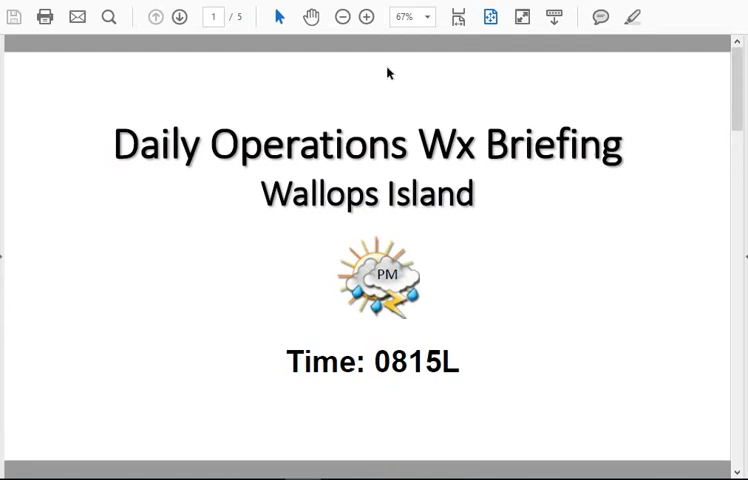 1 / 5
67%
Daily Operations Wx Briefing
Wallops Island
PM
Time: 0815L